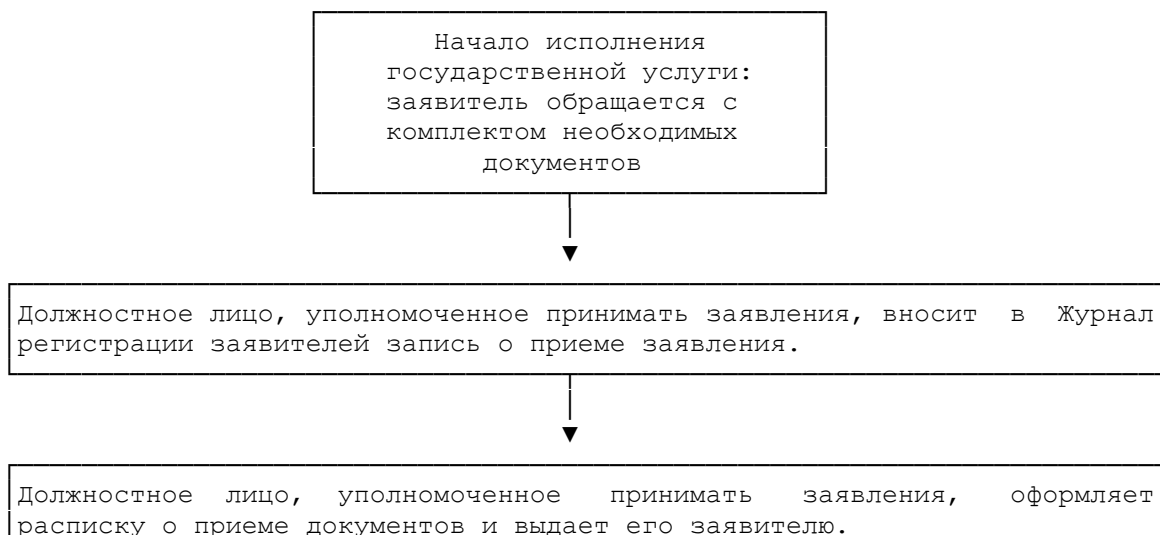 Начало исполнения
государственной услуги:
заявитель обращается с
комплектом необходимых
документов
Должностное лицо, уполномоченное принимать заявления, вносит в Журнал
регистрации заявителей запись о приеме заявления.
Должностное лицо, уполномоченное принимать заявления, оформляет
расписку о приеме документов и выдает его заявителю.